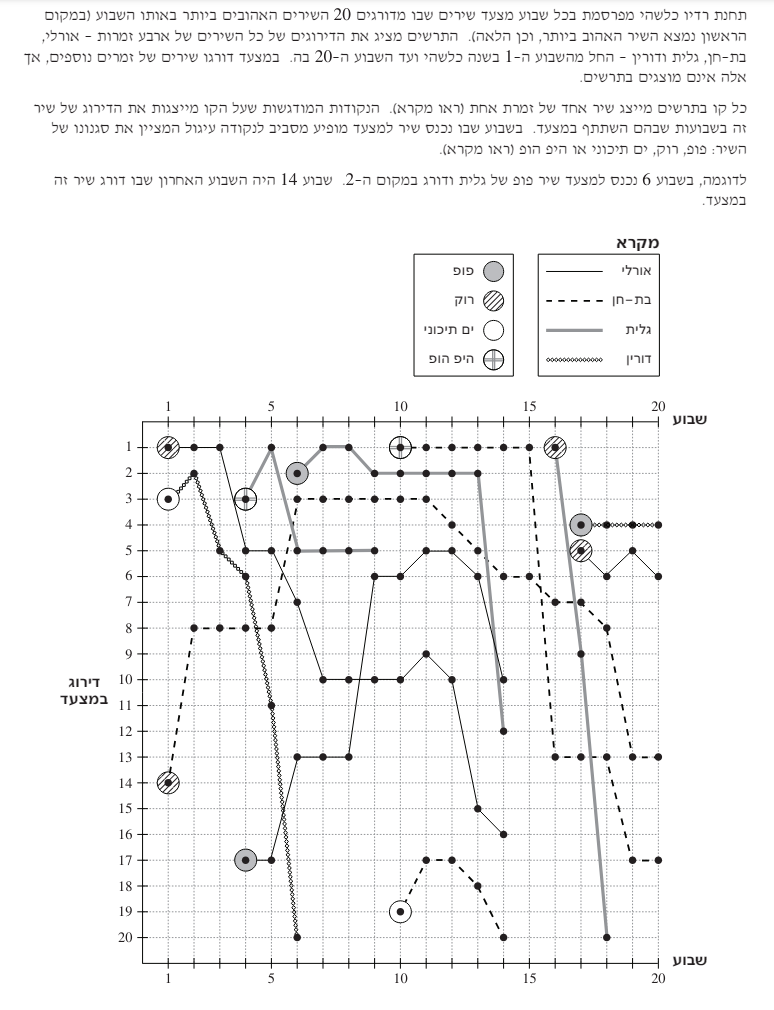 תחנת רדיו כלשהי מפרסמת בכל שבוע מצעד שירים שבו מדורגים 20 השירים האהובים ביותר באותו השבוע (במקום
הראשון נמצא השיר האהוב ביותר, וכן הלאה). התרשים מציג את הדירוגים של כל השירים של ארבע זמרות – אורלי,
בת-חן, גלית ודורין – החל מהשבוע ה-1 בשנה כלשהי ועד השבוע ה-20 בה. במצעד דורגו שירים של זמרים נוספים, אך
אלה אינם מוצגים בתרשים.
כל קו בתרשים מייצג שיר אחד של זמרת אחת (ראו מקרא). הנקודות המודגשות שעל הקו מייצגות את הדירוג של שיר
זה בשבועות שבהם השתתף במצעד. בשבוע שבו נכנס שיר למצעד מופיע מסביב לנקודה עיגול המציין את סגנונו של
השיר: פופ, רוק, ים תיכוני או היפ הופ (ראו מקרא).
לדוגמה, בשבוע 6 נכנס למצעד שיר פופ של גלית ודורג במקום ה-2. שבוע 14 היה השבוע האחרון שבו דורג שיר זה
במצעד.
מקרא
אורלי
בת-חן
גלית
דורין
פופ
רוק
ים תיכוני
היפ הופ
1 5 10 15 20 שבוע
1
2
3
4
5
6
7
8
9
10
11
12
13
14
15
16
17
18
19
20
דירוג
במצעד
שבוע
1 5 10 15 20